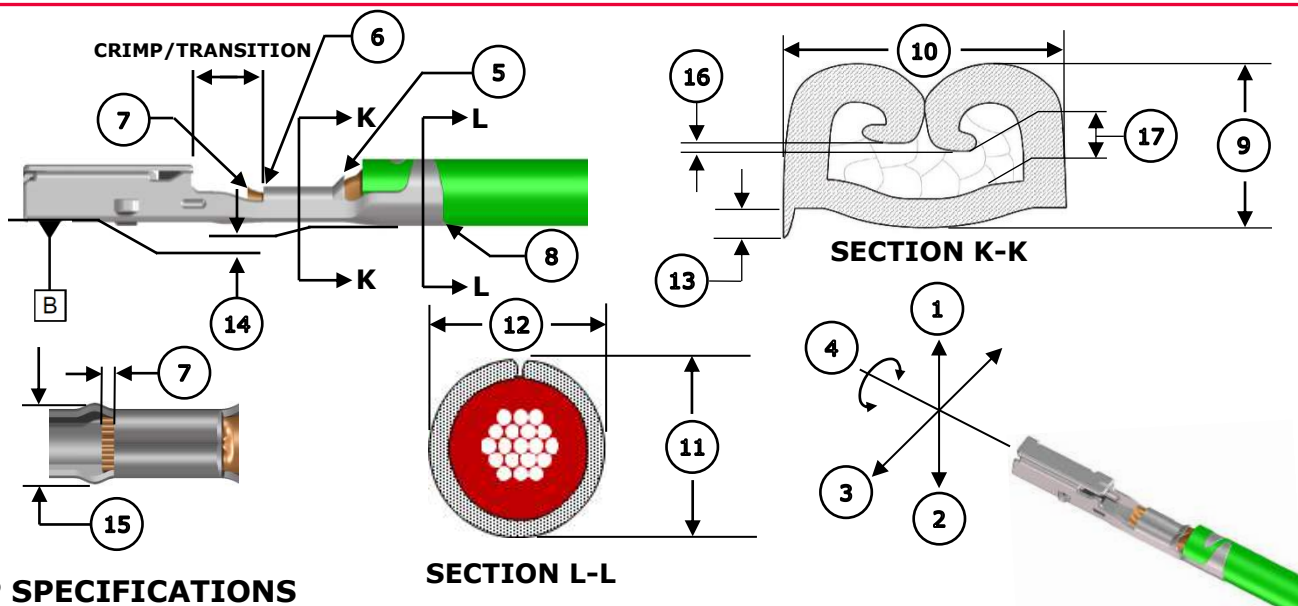 CRIMP/TRANSITION
6
5
7
K
L
10
16
17
9
B
14
K
L
8
13
SECTION K-K
12
1
4
7
11
3
2
15
SECTION L-L
SPECIFICATIONS